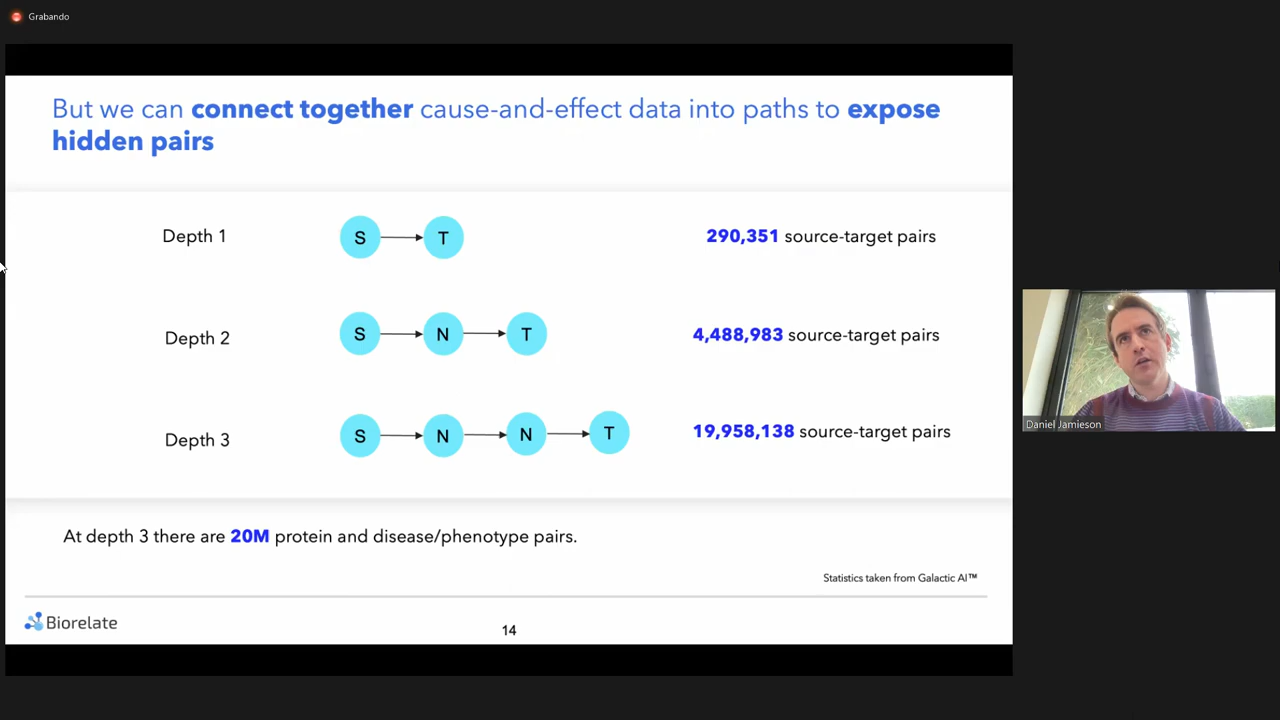 Grabando
But we can connect together cause-and-effect data into paths to expose
hidden pairs
Depth 1
S T
290,351 source-target pairs
Depth 2
S N T
4,488,983 source-target pairs
Depth 3
S N N T
19,958,138 source-target pairs
At depth 3 there are 20M protein and disease/phenotype pairs.
Statistics taken from Galactic AI™
Biorelate
14
Daniel Jamieson